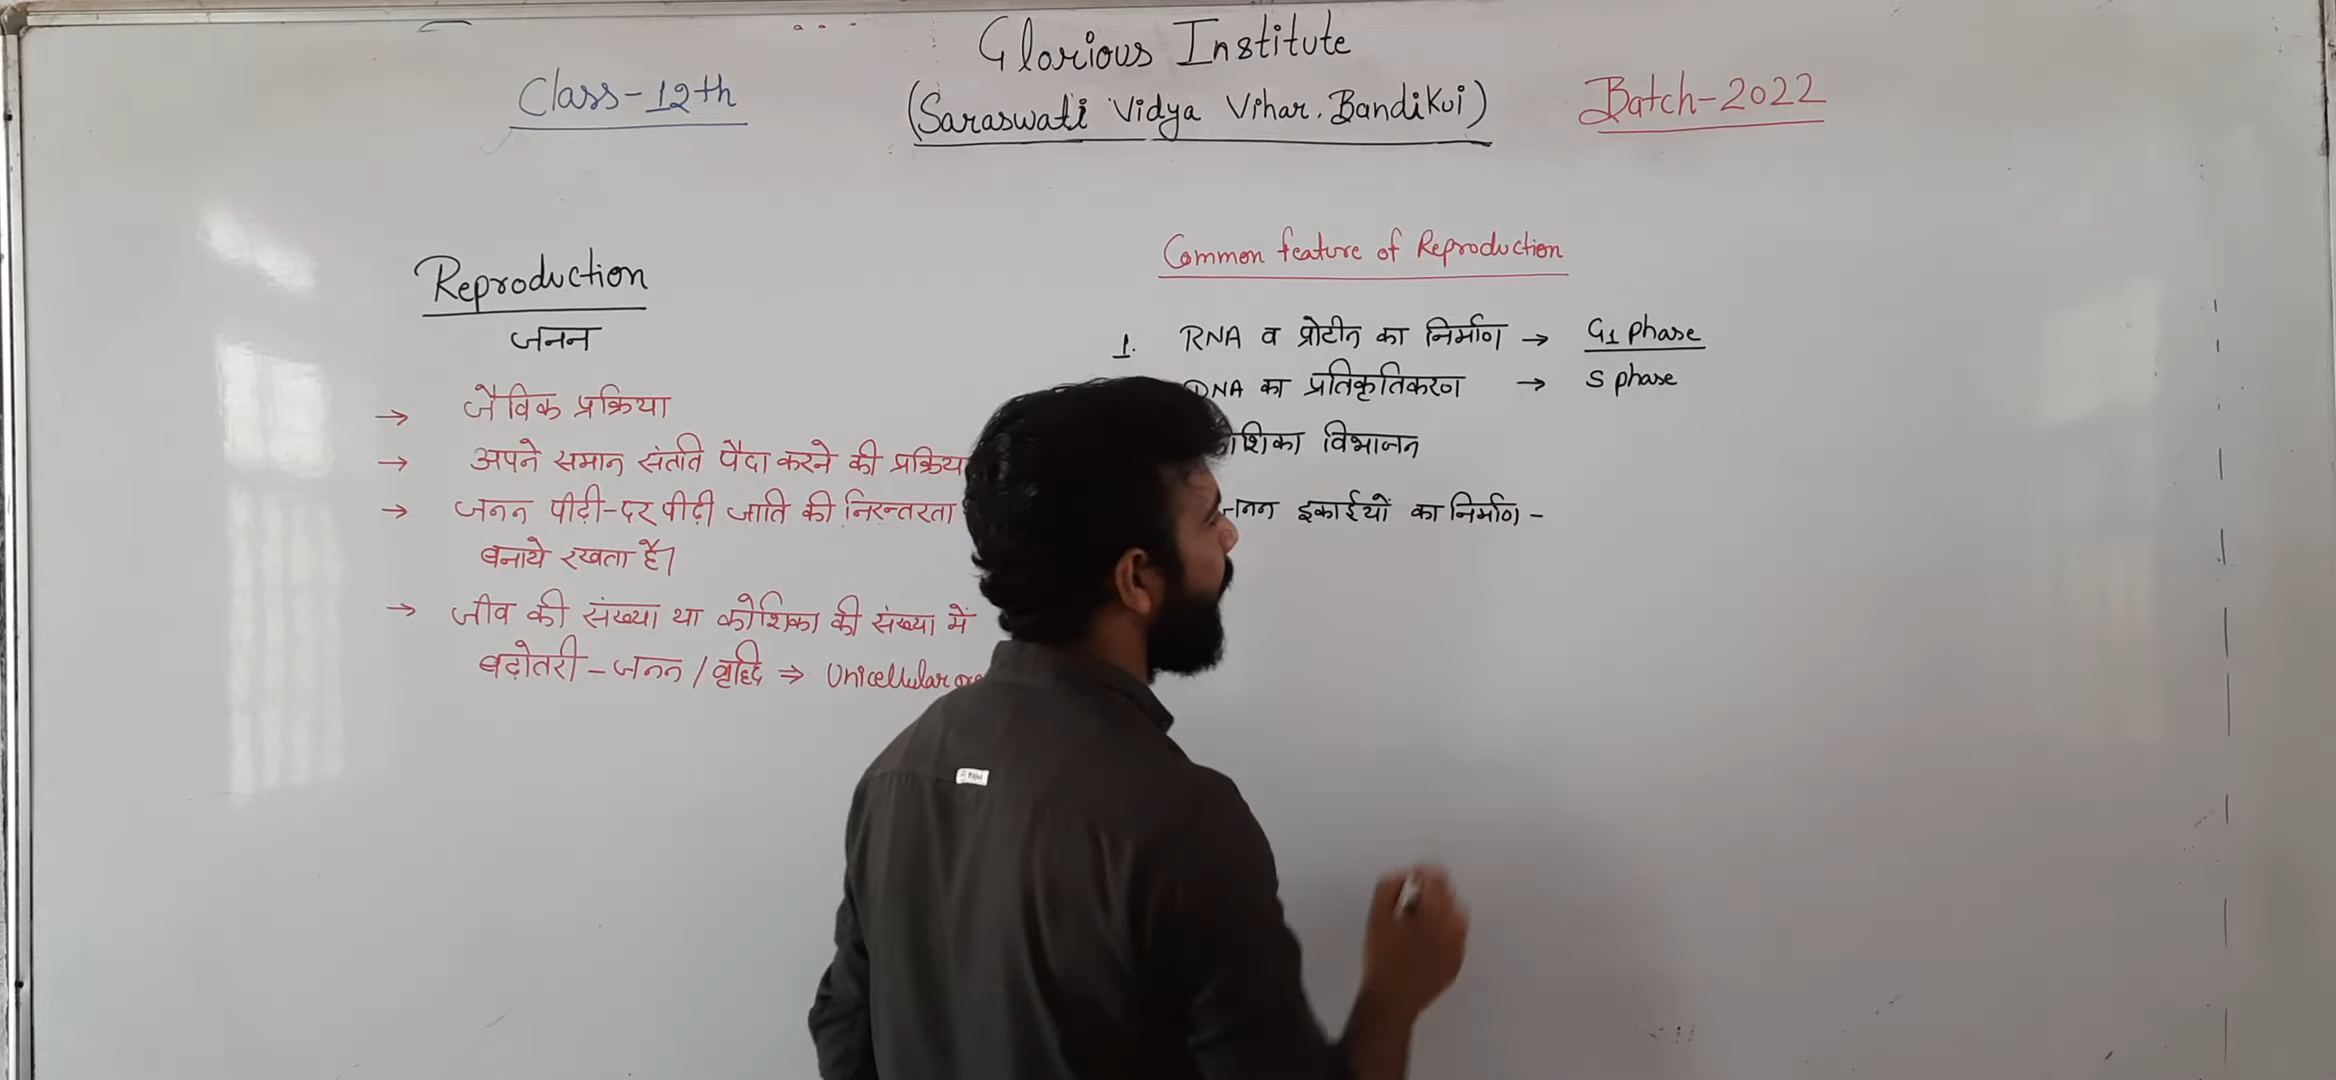 Glorious Institute
Class-12th
(Saraswati Vidya Vihar, Bandikui)
Batch-2022
Reproduction
जनन
→ जैविक प्रक्रिया
→ अपने समान संतति पैदा करने की प्रक्रिया
→ जनन पीढ़ी-दर पीढ़ी जाति की निरन्तरता
बनाये रखता है।
→ जीव की संख्या या कोशिका की संख्या में
बढ़ोतरी - जनन / वृद्धि ⇒ Unicellular
Common feature of Reproduction
1. RNA व प्रोटीन का निर्माण → G1 phase
DNA का प्रतिकृतिकरण → S phase
विभाजन
इकाईयों का निर्माण -